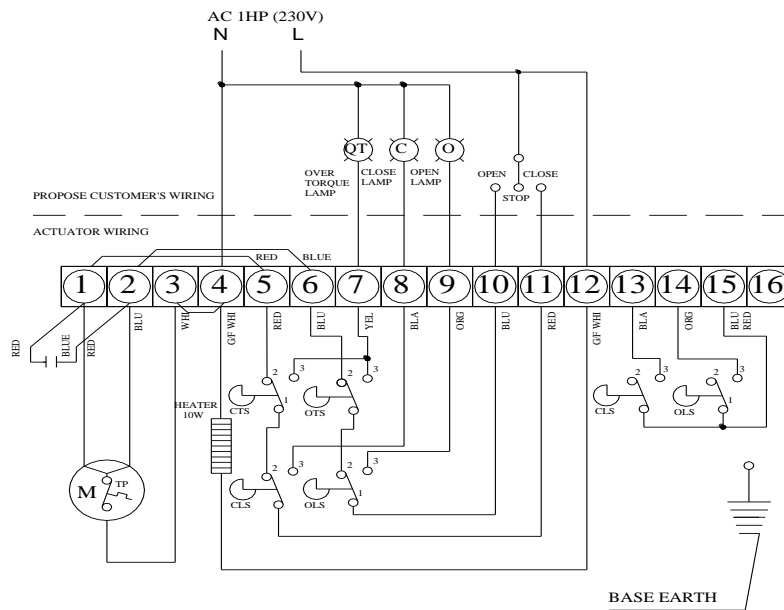 AC 1HP (230V)
N L
QT C O
OVER TORQUE LAMP
CLOSE LAMP
OPEN LAMP
OPEN
STOP
CLOSE
PROPOSE CUSTOMER'S WIRING
ACTUATOR WIRING
RED BLUE
1 2 3 4 5 6 7 8 9 10 11 12 13 14 15 16
RED
BLUE
RED
BLU
WHI
G/F WHI
RED
BLU
YEL
BLA
ORG
BLU
RED
G/F WHI
BLA
ORG
BLU
RED
2 3 2 3
1 1
CTS OTS
2 3 2 3
1 1
CLS OLS
HEATER
10W
2 3 2 3
1 1
CLS OLS
M TP
BASE EARTH